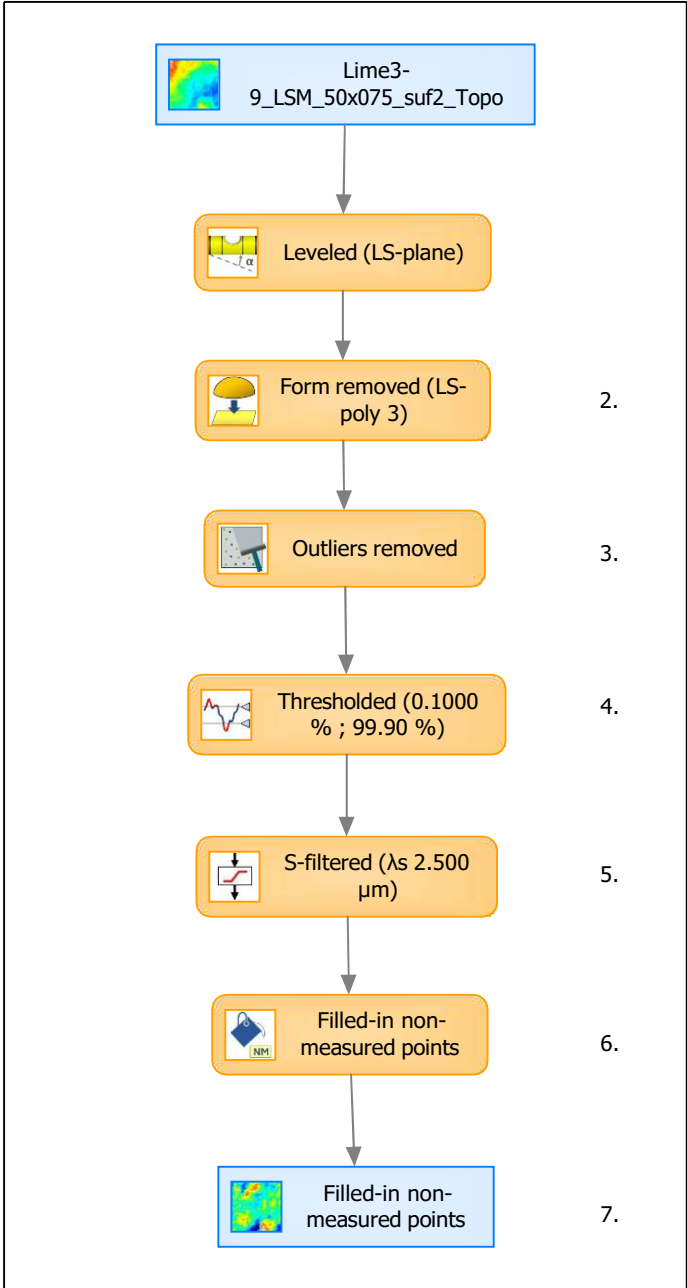 Lime3-
9_LSM_50x075_suf2_Topo
α
Leveled (LS-plane)
Form removed (LS-
poly 3)
2.
Outliers removed
3.
Thresholded (0.1000
% ; 99.90 %)
4.
S-filtered (λs 2.500
µm)
5.
NM
Filled-in non-
measured points
6.
Filled-in non-
measured points
7.